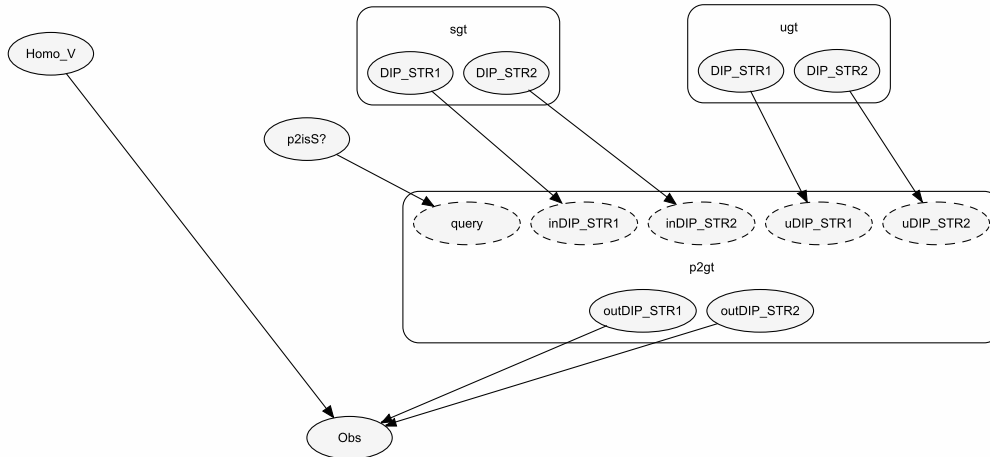 sgt
ugt
Homo_V
DIP_STR1
DIP_STR2
DIP_STR1
DIP_STR2
p2isS?
query
inDIP_STR1
inDIP_STR2
uDIP_STR1
uDIP_STR2
p2gt
outDIP_STR1
outDIP_STR2
Obs